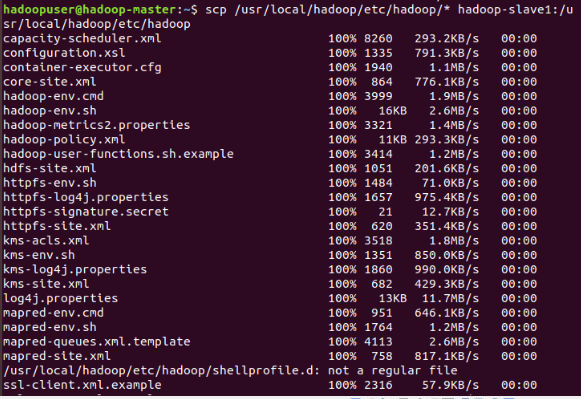 hadoopuser@hadoop-master:~$ scp /usr/local/hadoop/etc/hadoop/* hadoop-slave1:/u
sr/local/hadoop/etc/hadoop
capacity-scheduler.xml 100% 8260 293.2KB/s 00:00
configuration.xsl 100% 1335 791.3KB/s 00:00
container-executor.cfg 100% 1940 1.1MB/s 00:00
core-site.xml 100% 864 776.1KB/s 00:00
hadoop-env.cmd 100% 3999 1.9MB/s 00:00
hadoop-env.sh 100% 16KB 2.6MB/s 00:00
hadoop-metrics2.properties 100% 3321 1.4MB/s 00:00
hadoop-policy.xml 100% 11KB 293.3KB/s 00:00
hadoop-user-functions.sh.example 100% 3414 1.2MB/s 00:00
hdfs-site.xml 100% 1051 201.6KB/s 00:00
httpfs-env.sh 100% 1484 71.0KB/s 00:00
httpfs-log4j.properties 100% 1657 975.4KB/s 00:00
httpfs-signature.secret 100% 21 12.7KB/s 00:00
httpfs-site.xml 100% 620 351.4KB/s 00:00
kms-acls.xml 100% 3518 1.8MB/s 00:00
kms-env.sh 100% 1351 850.0KB/s 00:00
kms-log4j.properties 100% 1860 990.0KB/s 00:00
kms-site.xml 100% 682 429.3KB/s 00:00
log4j.properties 100% 13KB 11.7MB/s 00:00
mapred-env.cmd 100% 951 646.1KB/s 00:00
mapred-env.sh 100% 1764 1.2MB/s 00:00
mapred-queues.xml.template 100% 4113 2.6MB/s 00:00
mapred-site.xml 100% 758 817.1KB/s 00:00
/usr/local/hadoop/etc/hadoop/shellprofile.d: not a regular file
ssl-client.xml.example 100% 2316 57.9KB/s 00:00